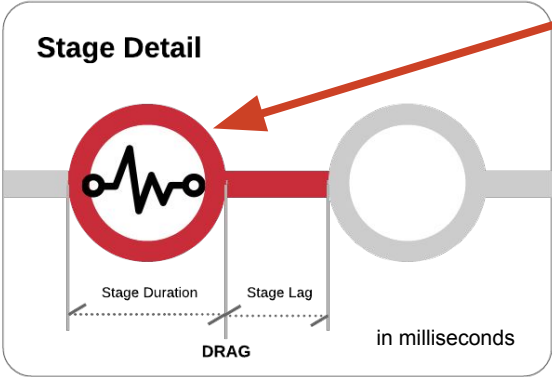 Stage Detail
Stage Duration
Stage Lag
DRAG
in milliseconds